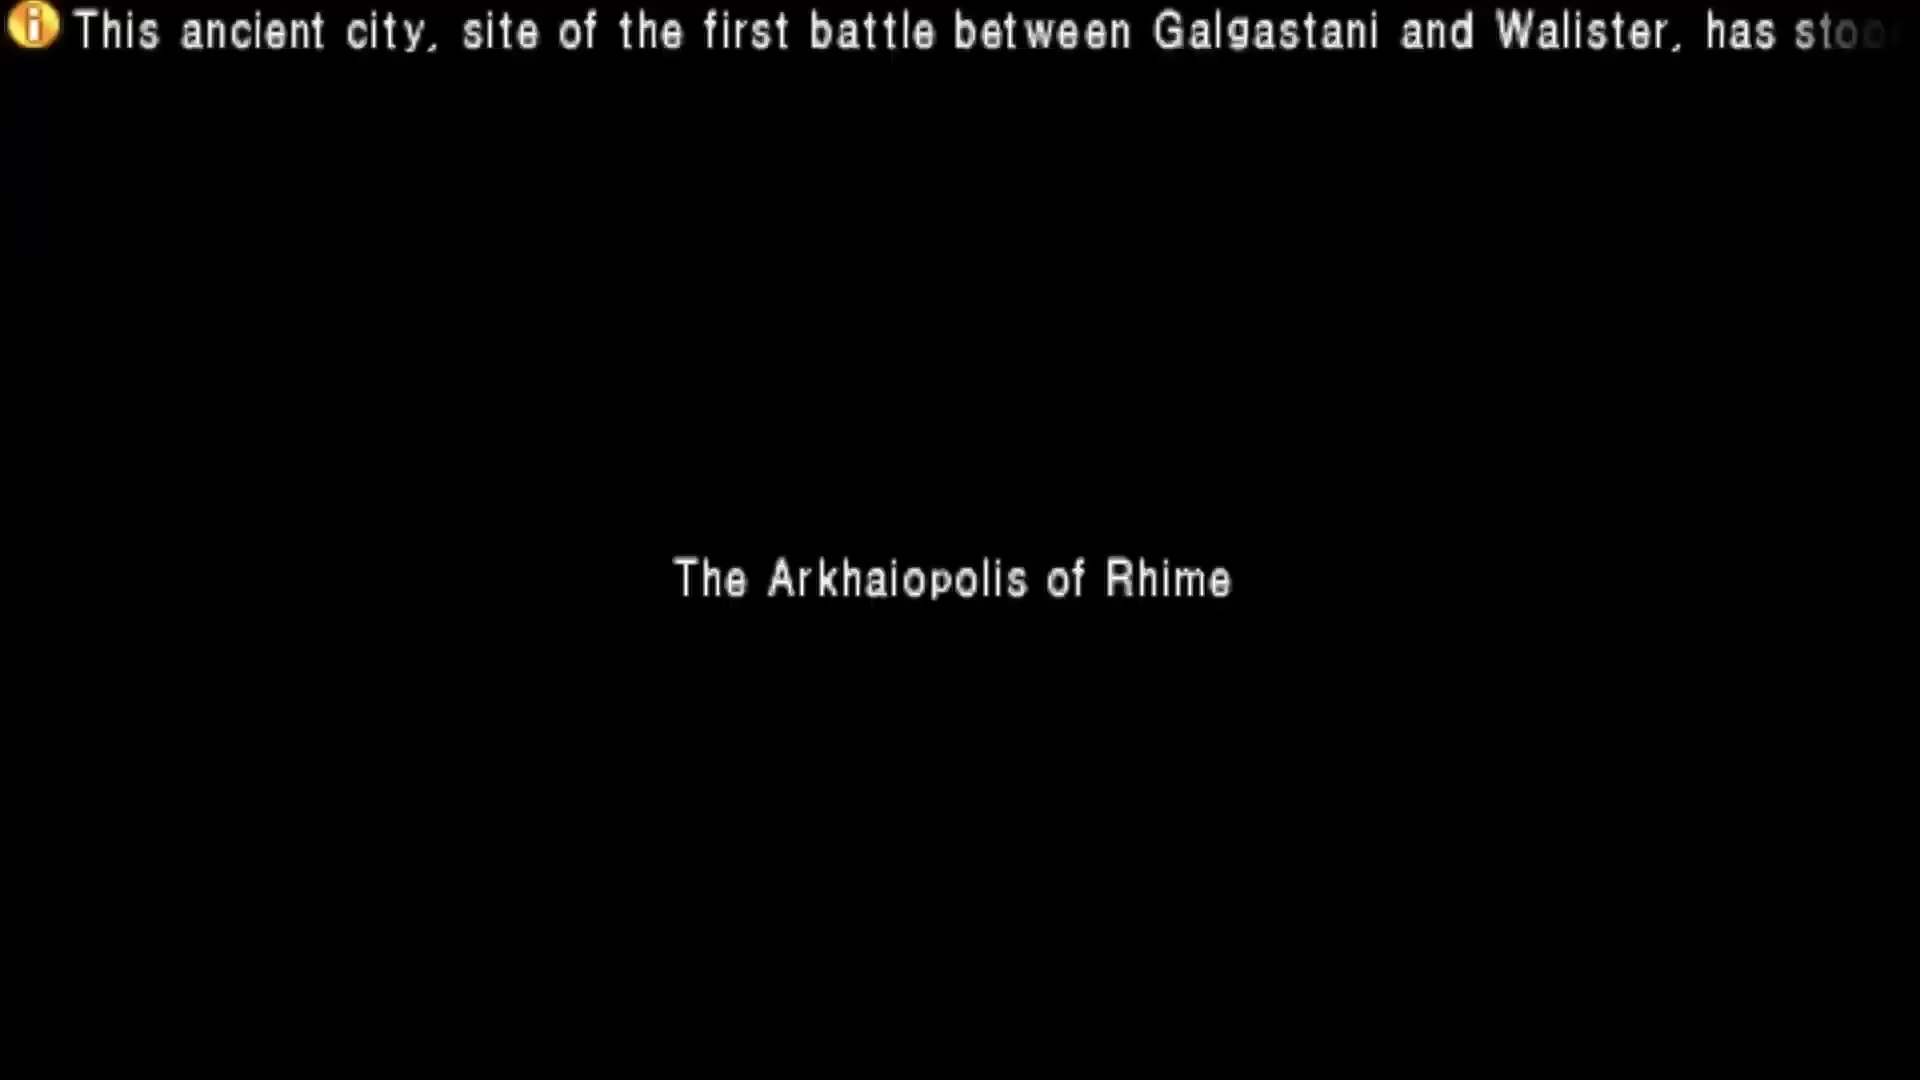 This ancient city, site of the first battle between Galgastani and Walister, has
The Arkhaiopolis of Rhime